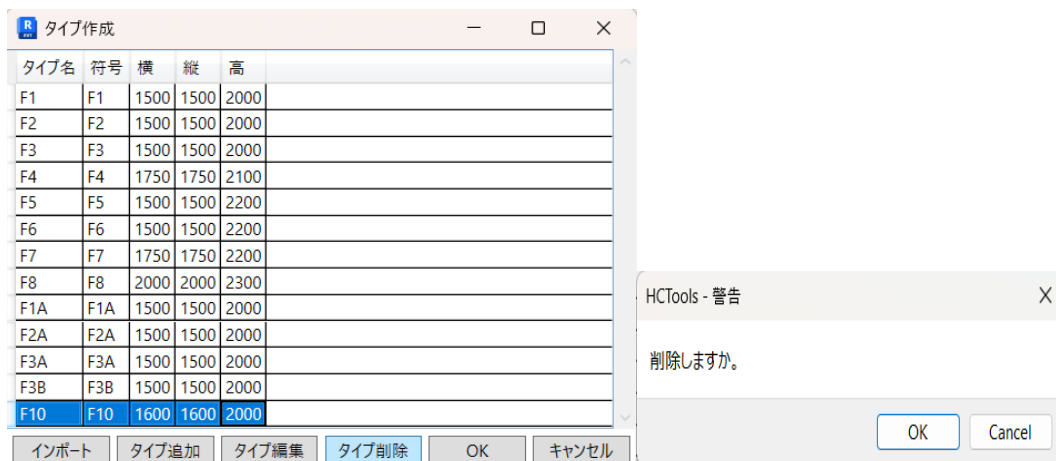 タイプ作成
タイプ名 符号 横 縦 高
F1 F1 1500 1500 2000
F2 F2 1500 1500 2000
F3 F3 1500 1500 2000
F4 F4 1750 1750 2100
F5 F5 1500 1500 2200
F6 F6 1500 1500 2200
F7 F7 1750 1750 2200
F8 F8 2000 2000 2300
F1A F1A 1500 1500 2000
F2A F2A 1500 1500 2000
F3A F3A 1500 1500 2000
F3B F3B 1500 1500 2000
F10 F10 1600 1600 2000
インポート タイプ追加 タイプ編集 タイプ削除 OK キャンセル
HCTools - 警告
削除しますか。
OK Cancel